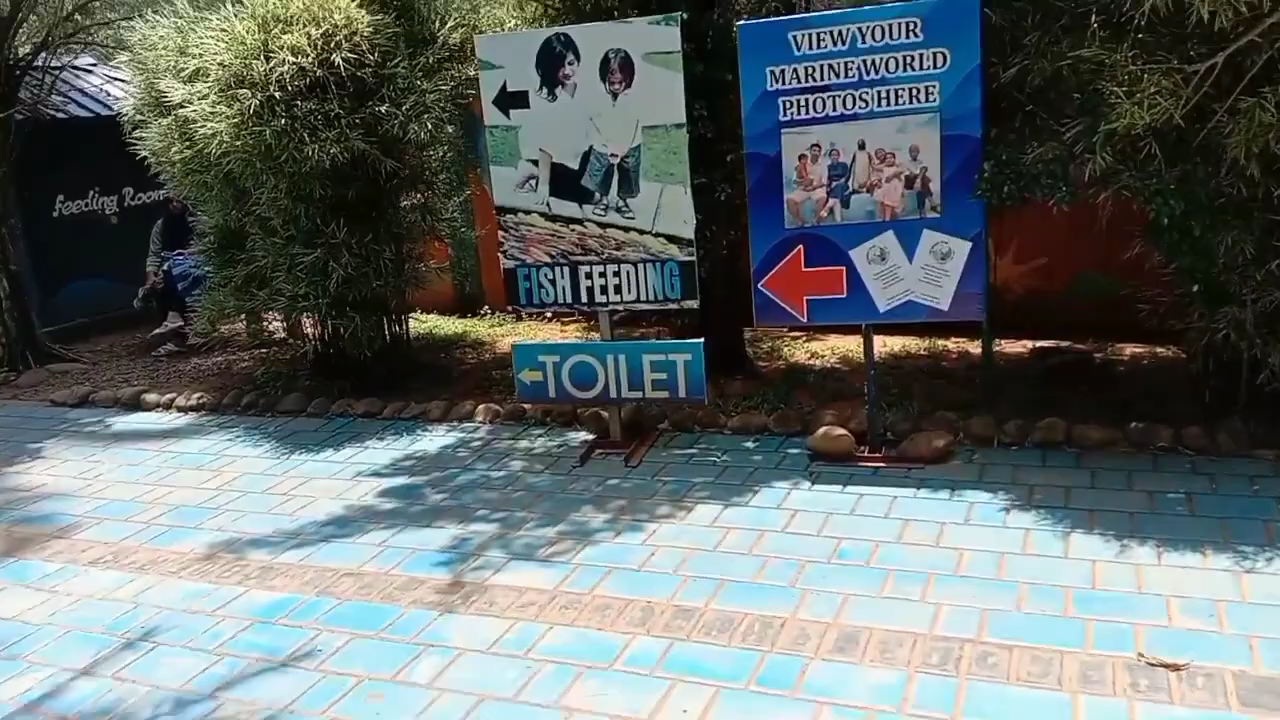 VIEW YOUR
MARINE WORLD
PHOTOS HERE
Feeding Room
FISH FEEDING
TOILET